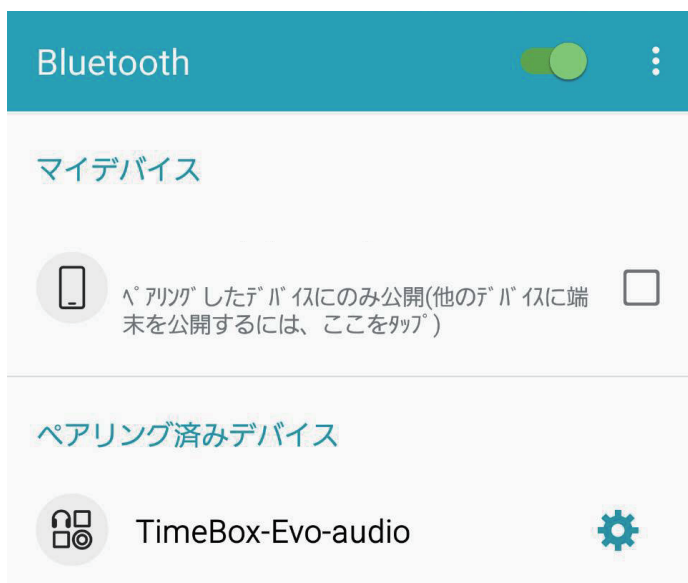 Bluetooth
マイデバイス
ﾍﾟｱﾘﾝｸﾞしたﾃﾞﾊﾞｲｽにのみ公開(他のﾃﾞﾊﾞｲｽに端
末を公開するには、ここをﾀｯﾌﾟ)
ペアリング済みデバイス
TimeBox-Evo-audio